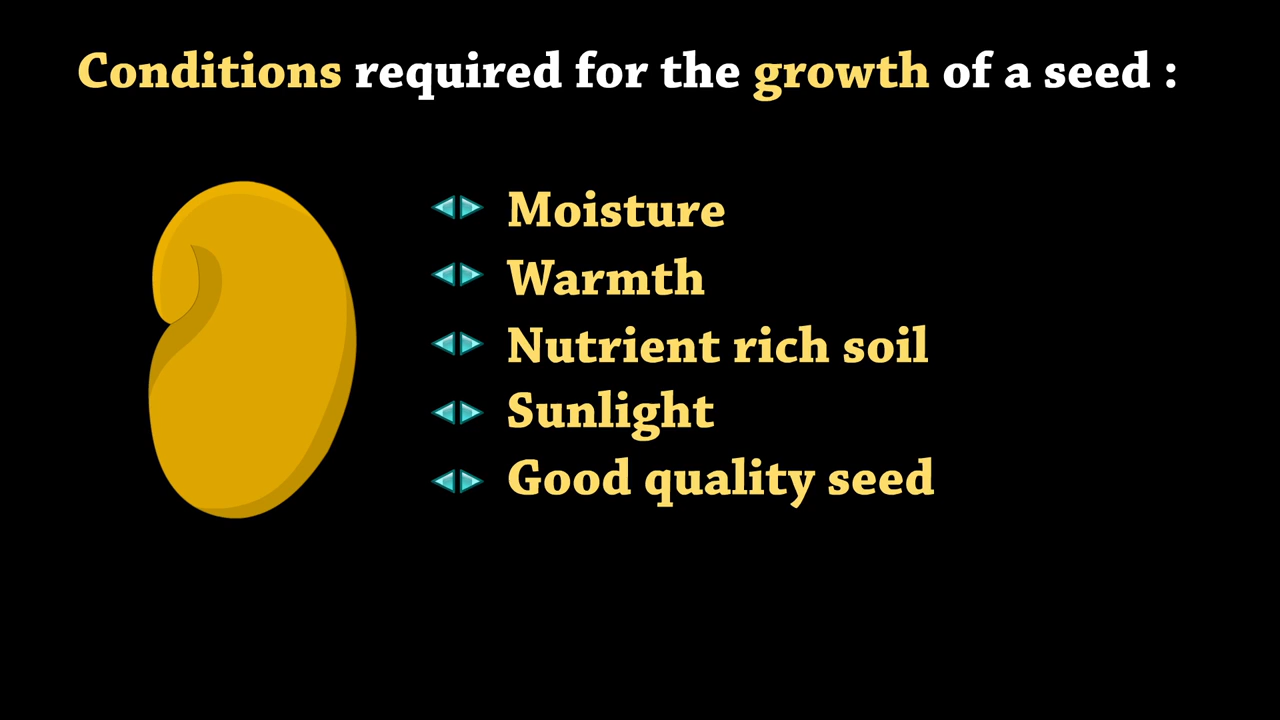 Conditions required for the growth of a seed :
Moisture
Warmth
Nutrient rich soil
Sunlight
Good quality seed